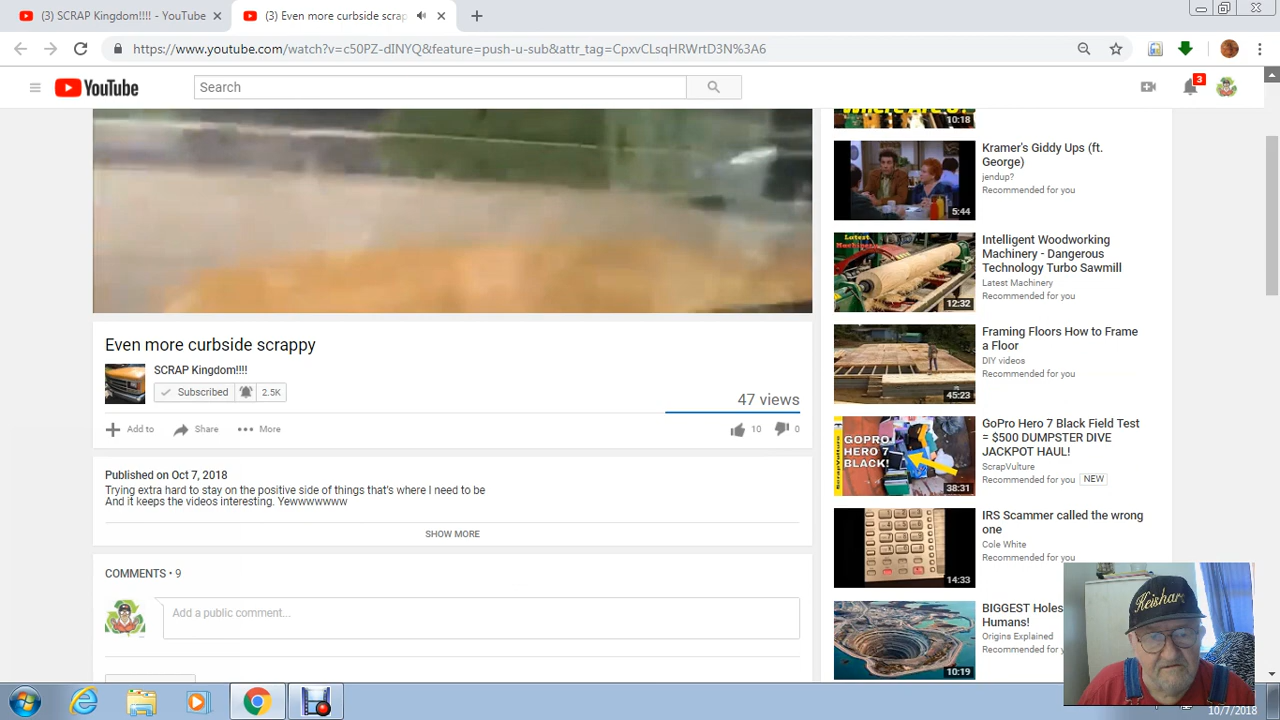 (3) SCRAP Kingdom!!!! - YouTube
(3) Even more curbside scrap
https://www.youtube.com/watch?v=c50PZ-dINYQ&feature=push-u-sub&attr_tag=CpxvCLsqHRWrtD3N%3A6
YouTube
Search
3
10:18
Kramer's Giddy Ups (ft.
George)
jendup?
Recommended for you
5:44
Latest
Machinery
Intelligent Woodworking
Machinery - Dangerous
Technology Turbo Sawmill
Latest Machinery
Recommended for you
12:32
Framing Floors How to Frame
a Floor
DIY videos
Recommended for you
45:23
Even more curbside scrappy
SCRAP Kingdom!!!!
Subscribed
2.5K
47 views
Add to
Share
More
10
0
GOPRO
HERO 7
BLACK!
ScrapVulture
GoPro Hero 7 Black Field Test
= $500 DUMPSTER DIVE
JACKPOT HAUL!
ScrapVulture
Recommended for you
NEW
38:31
Published on Oct 7, 2018
Trying extra hard to stay on the positive side of things that's where I need to be
And it keeps the videos interesting. Yewwwwwww
SHOW MORE
IRS Scammer called the wrong
one
Cole White
Recommended for you
14:33
COMMENTS • 9
Add a public comment...
BIGGEST Holes
Humans!
Origins Explained
Recommended for
10:19
Keishar
10/7/2018